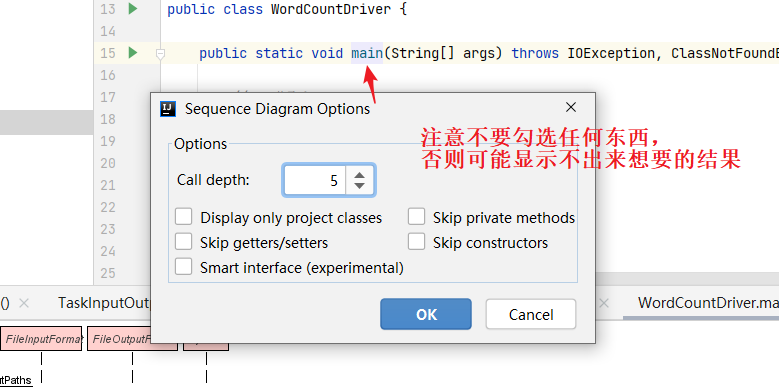 13
public class WordCountDriver {
14
15
public static void main(String[] args) throws IOException, ClassNotFoundE
16
17
18
19
20
21
22
23
24
25
IJ
Sequence Diagram Options
注意不要勾选任何东西，
否则可能显示不出来想要的结果
Options
Call depth:
5
Display only project classes
Skip private methods
Skip getters/setters
Skip constructors
Smart interface (experimental)
OK
Cancel
()
TaskInputOut
WordCountDriver.ma
FileInputFormat
FileOutputF
utPaths